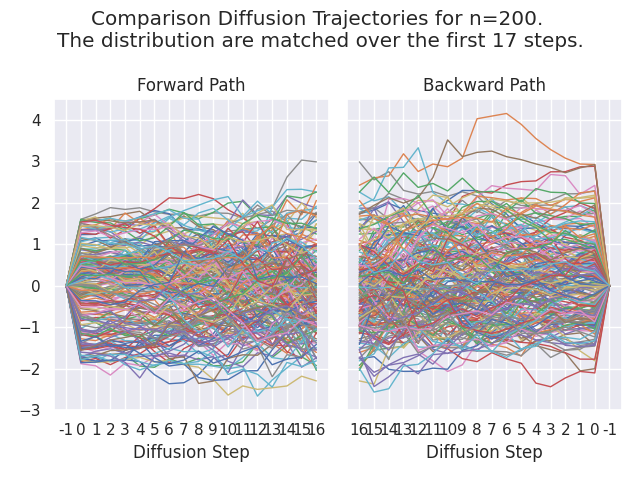 Comparison Diffusion Trajectories for n=200.
The distribution are matched over the first 17 steps.
Forward Path
Backward Path
4
3
2
1
0
−1
−2
−3
-1 0 1 2 3 4 5 6 7 8 9 10 11 12 13 14 15 16
16 15 14 13 12 11 10 9 8 7 6 5 4 3 2 1 0 -1
Diffusion Step
Diffusion Step